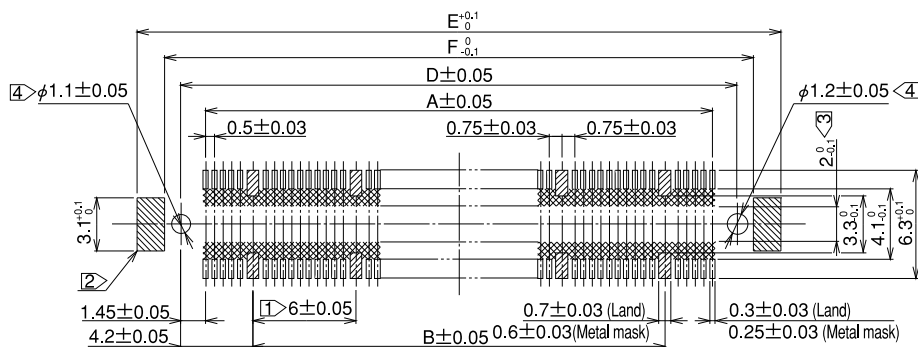 E+0.1 0
F 0 -0.1
D±0.05
4 φ1.1±0.05
φ1.2±0.05 4
A±0.05
0.5±0.03
0.75±0.03
0.75±0.03
3
2 0 -0.1
3.1+0.1 0
3.3 0 -0.1
4.1 0 -0.1
6.3+0.1 0
2
1.45±0.05
1 6±0.05
0.7±0.03 (Land)
0.3±0.03 (Land)
4.2±0.05
B±0.05
0.6±0.03(Metal mask)
0.25±0.03 (Metal mask)